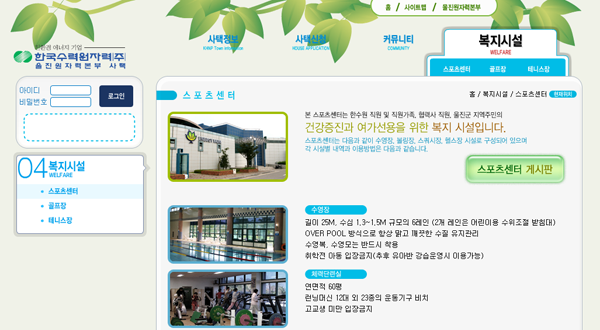 홈 / 사이트맵 / 울진원자력본부
사택정보
KHNP Town Information
사택신청
HOUSE APPLICATION
커뮤니티
COMMUNITY
복지시설
WELFARE
스포츠센터 골프장 테니스장
친환경 에너지 기업
한국수력원자력(주)
울진원자력본부 사택
아이디
비밀번호
로그인
04 복지시설
WELFARE
스포츠센터
골프장
테니스장
스포츠센터
홈 / 복지시설 / 스포츠센터 현재위치
본 스포츠센터는 한수원 직원 및 직원가족, 협력사 직원, 울진군 지역주민의
건강증진과 여가선용을 위한 복지 시설입니다.
스포츠센터는 다음과 같이 수영장, 볼링장, 스쿼시장, 헬스장 시설로 구성되어 있으며
각 시설별 내역과 이용방법은 다음과 같습니다.
스포츠센터 게시판
수영장
길이 25M, 수심 1.3~1.5M 규모의 6레인 (2개 레인은 어린이용 수위조절 받침대)
OVER POOL 방식으로 항상 맑고 깨끗한 수질 유지관리
수영복, 수영모는 반드시 착용
취학전 아동 입장금지(추후 유아반 강습운영시 이용가능)
체력단련실
연면적 60평
런닝머신 12대 외 23종의 운동기구 비치
고교생 미만 입장금지